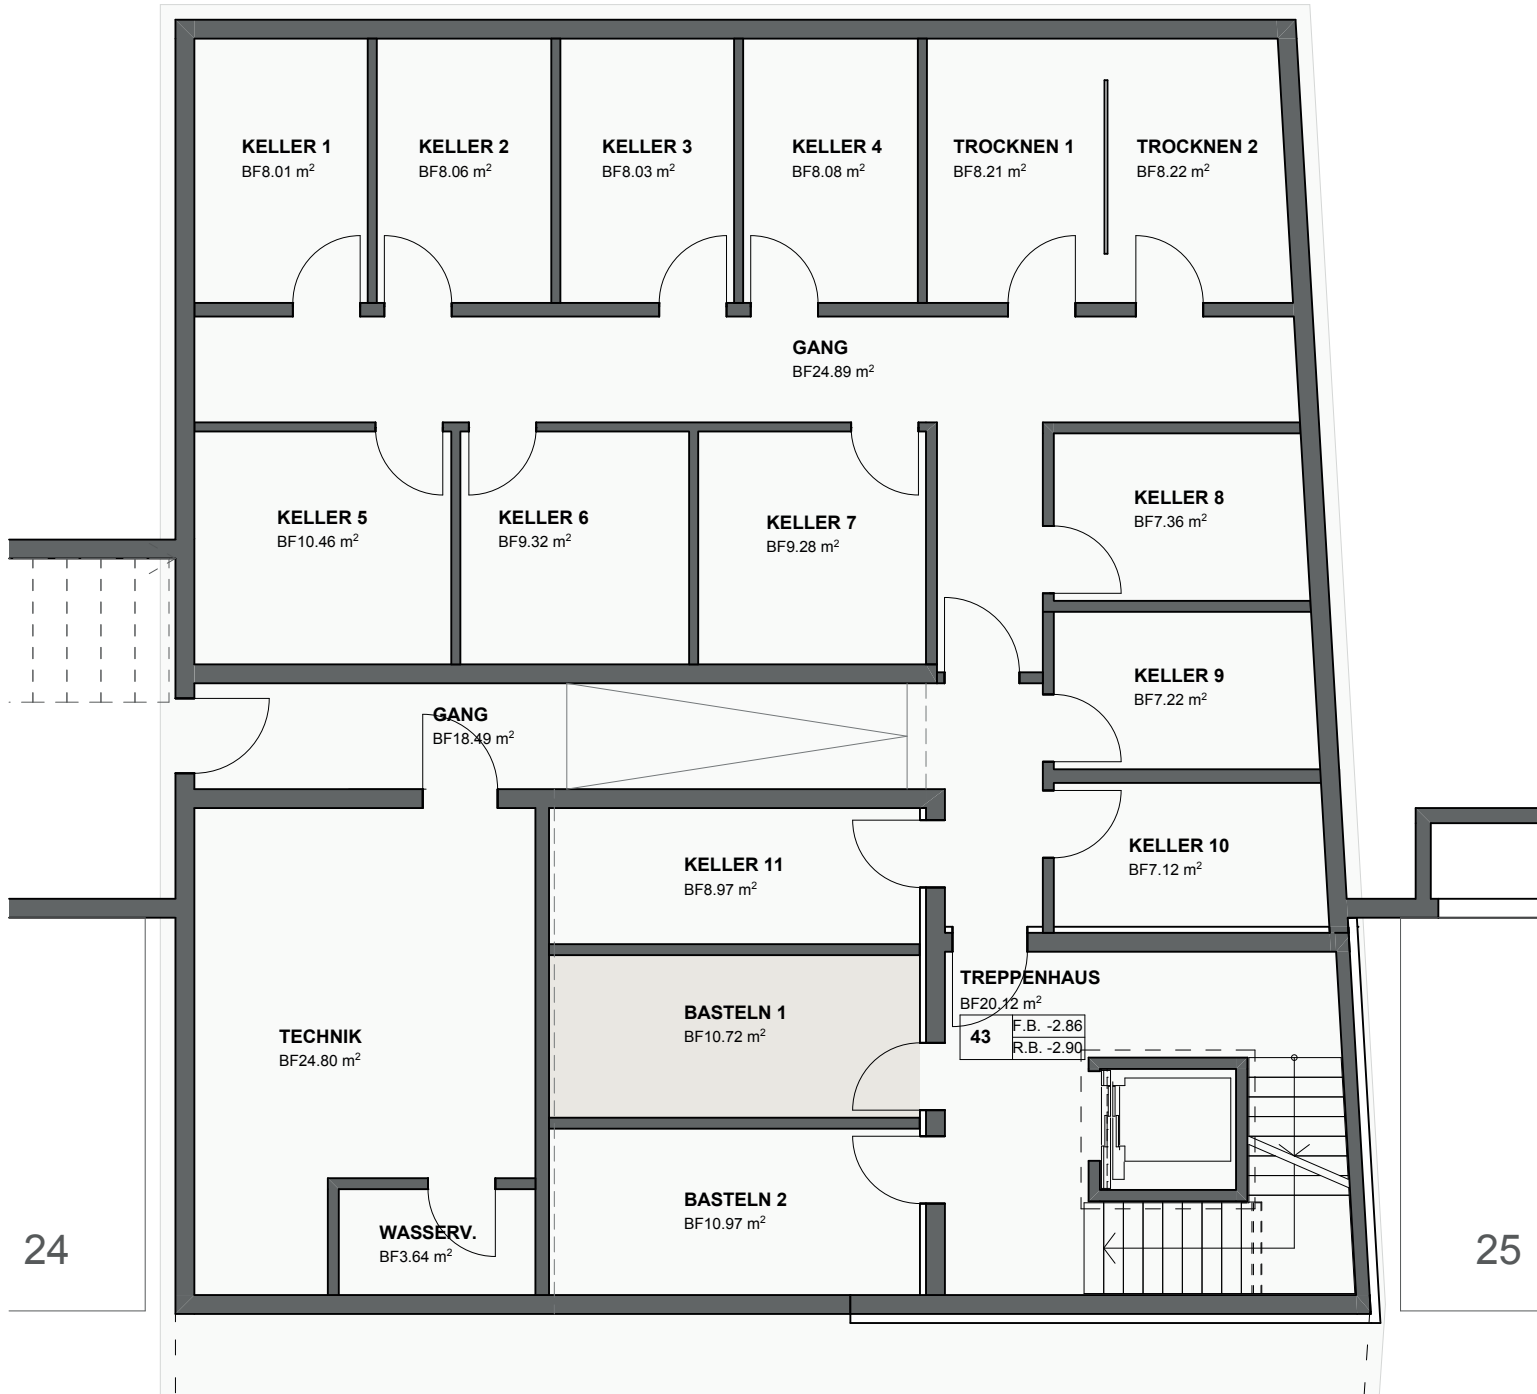 KELLER 1
BF8.01 m²
KELLER 2
BF8.06 m²
KELLER 3
BF8.03 m²
KELLER 4
BF8.08 m²
TROCKNEN 1
BF8.21 m²
TROCKNEN 2
BF8.22 m²
GANG
BF24.89 m²
KELLER 5
BF10.46 m²
KELLER 6
BF9.32 m²
KELLER 7
BF9.28 m²
KELLER 8
BF7.36 m²
KELLER 9
BF7.22 m²
GANG
BF18.49 m²
KELLER 10
BF7.12 m²
KELLER 11
BF8.97 m²
TREPPENHAUS
BF20.12 m²
43
F.B. -2.86
R.B. -2.90
BASTELN 1
BF10.72 m²
TECHNIK
BF24.80 m²
BASTELN 2
BF10.97 m²
WASSERV.
BF3.64 m²
24
25